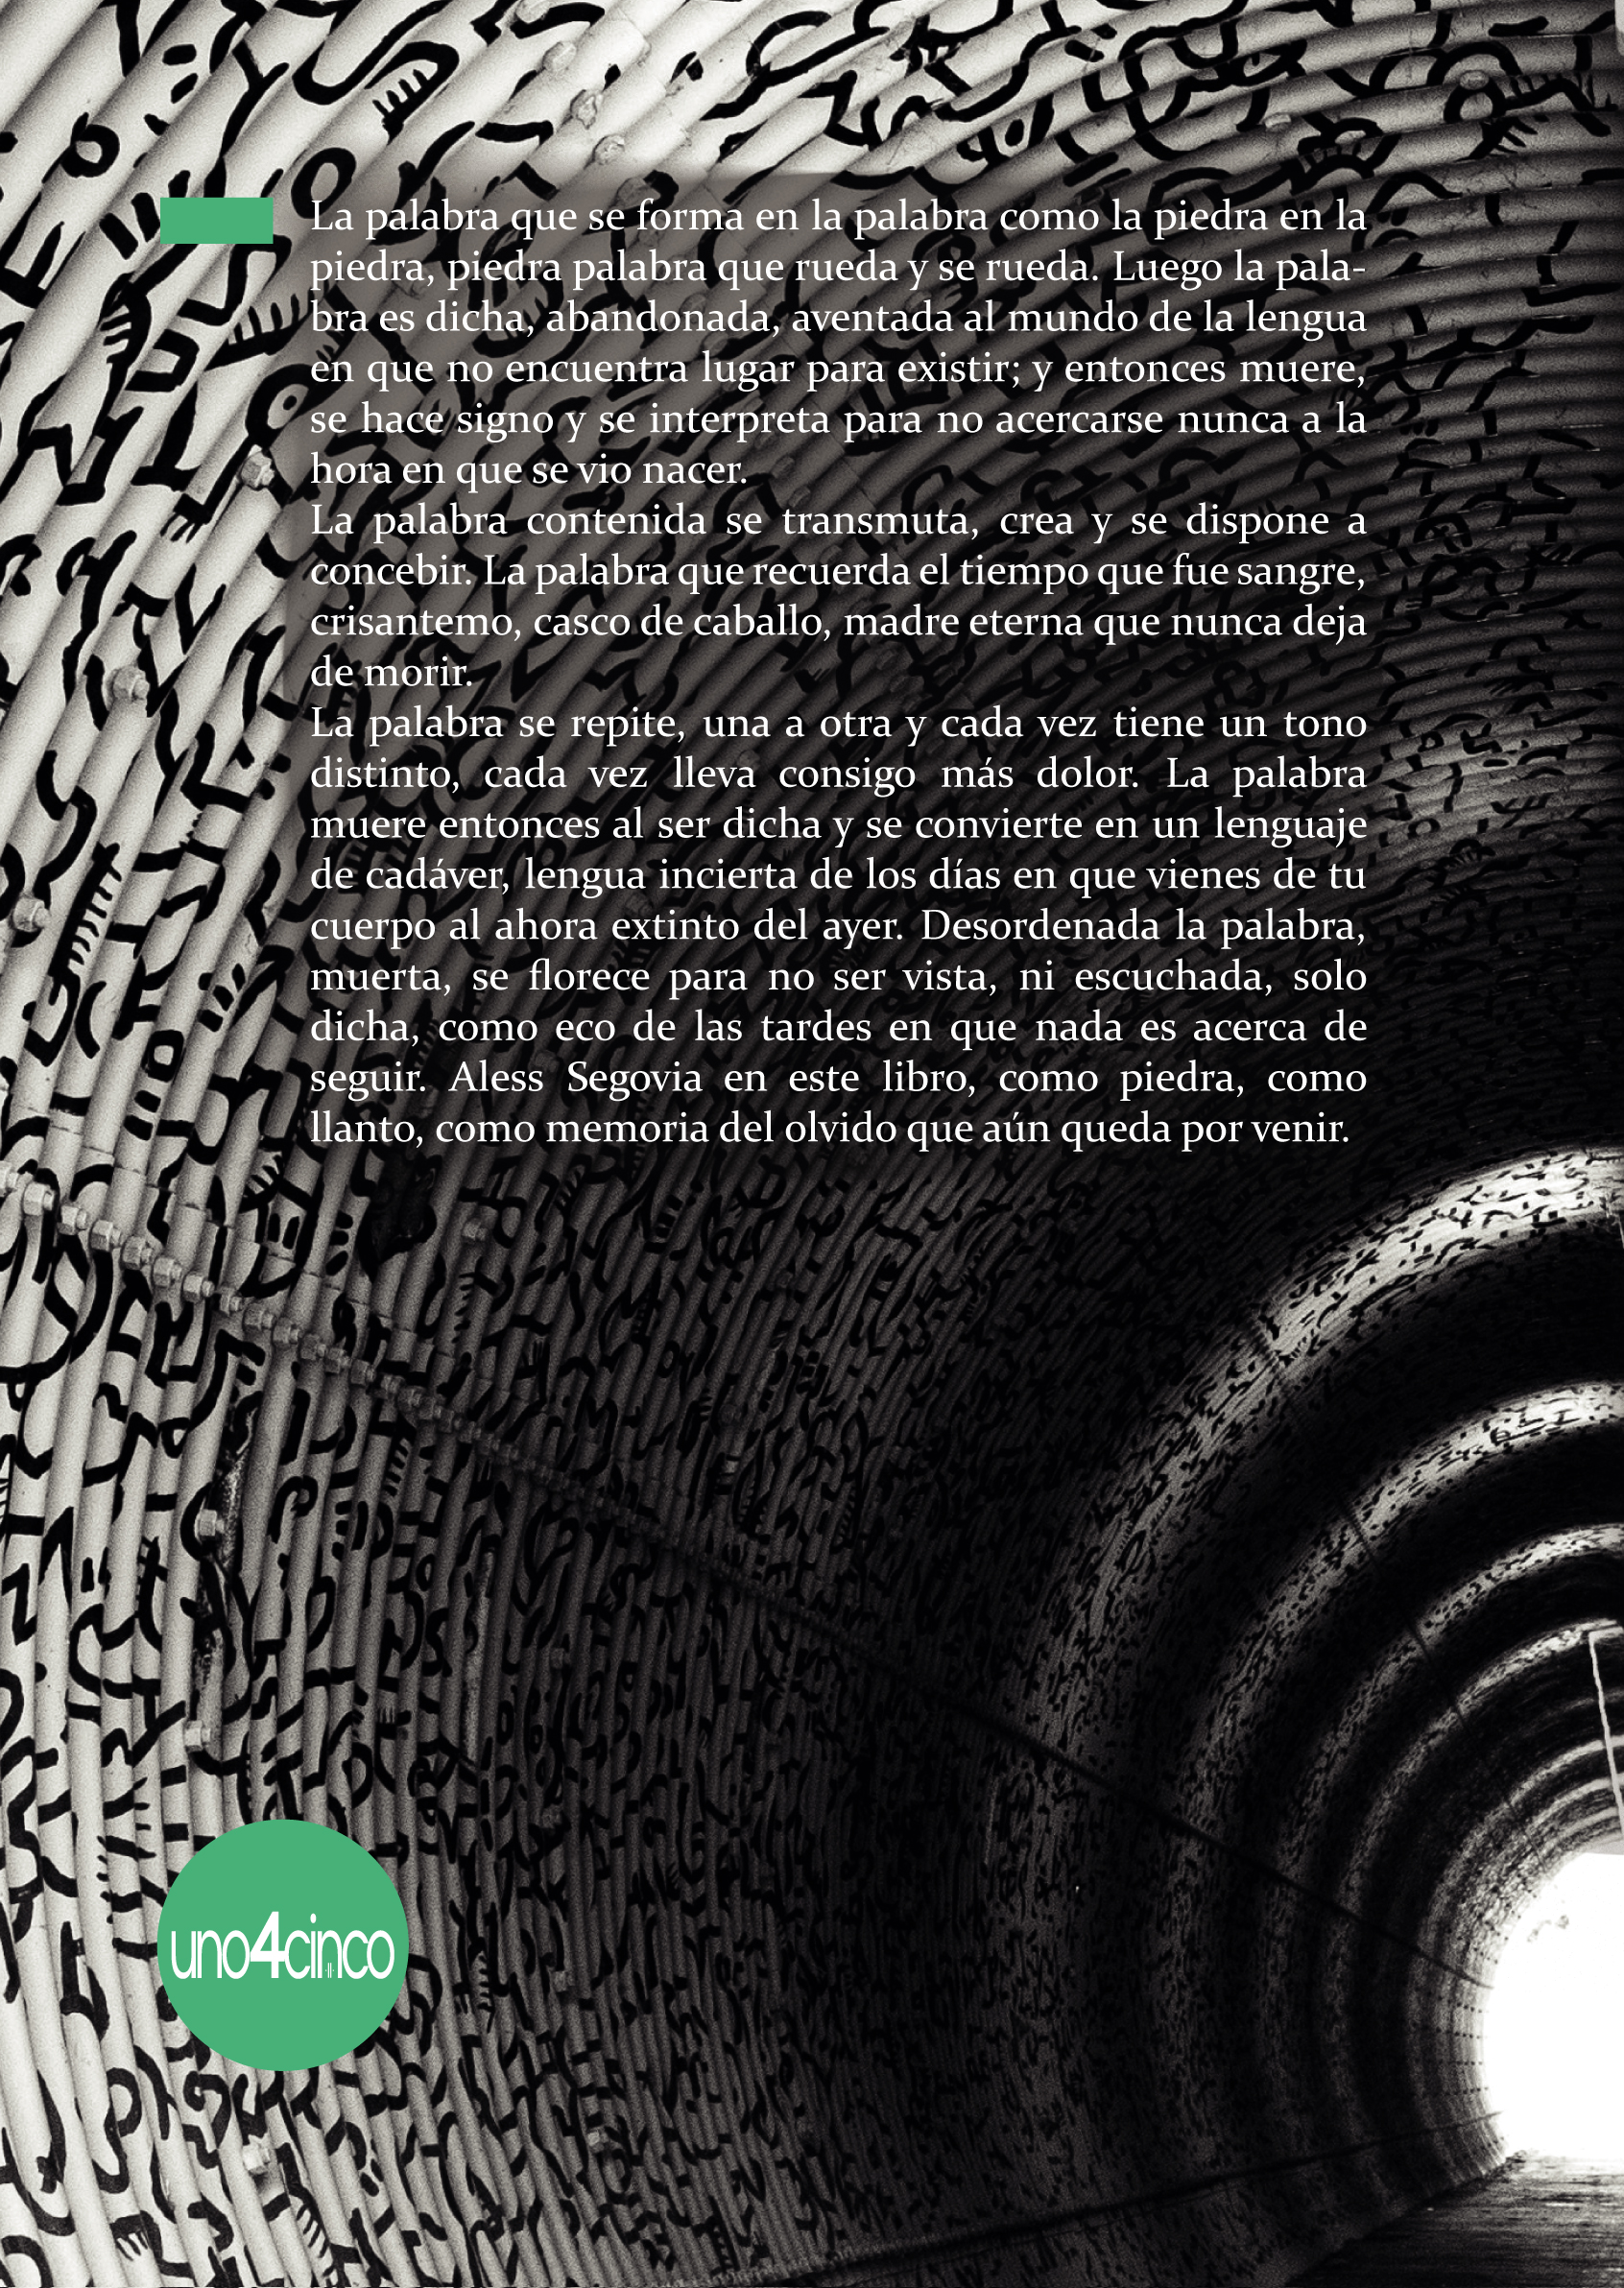 La palabra que se forma en la palabra como la piedra en la
piedra, piedra palabra que rueda y se rueda. Luego la pala-
bra es dicha, abandonada, aventada al mundo de la lengua
en que no encuentra lugar para existir; y entonces muere,
se hace signo y se interpreta para no acercarse nunca a la
hora en que se vio nacer.
La palabra contenida se transmuta, crea y se dispone a
concebir. La palabra que recuerda el tiempo que fue sangre,
crisantemo, casco de caballo, madre eterna que nunca deja
de morir.
La palabra se repite, una a otra y cada vez tiene un tono
distinto, cada vez lleva consigo más dolor. La palabra
muere entonces al ser dicha y se convierte en un lenguaje
de cadáver, lengua incierta de los días en que vienes de tu
cuerpo al ahora extinto del ayer. Desordenada la palabra,
muerta, se florece para no ser vista, ni escuchada, solo
dicha, como eco de las tardes en que nada es acerca de
seguir. Aless Segovia en este libro, como piedra, como
llanto, como memoria del olvido que aún queda por venir.
uno4cinco